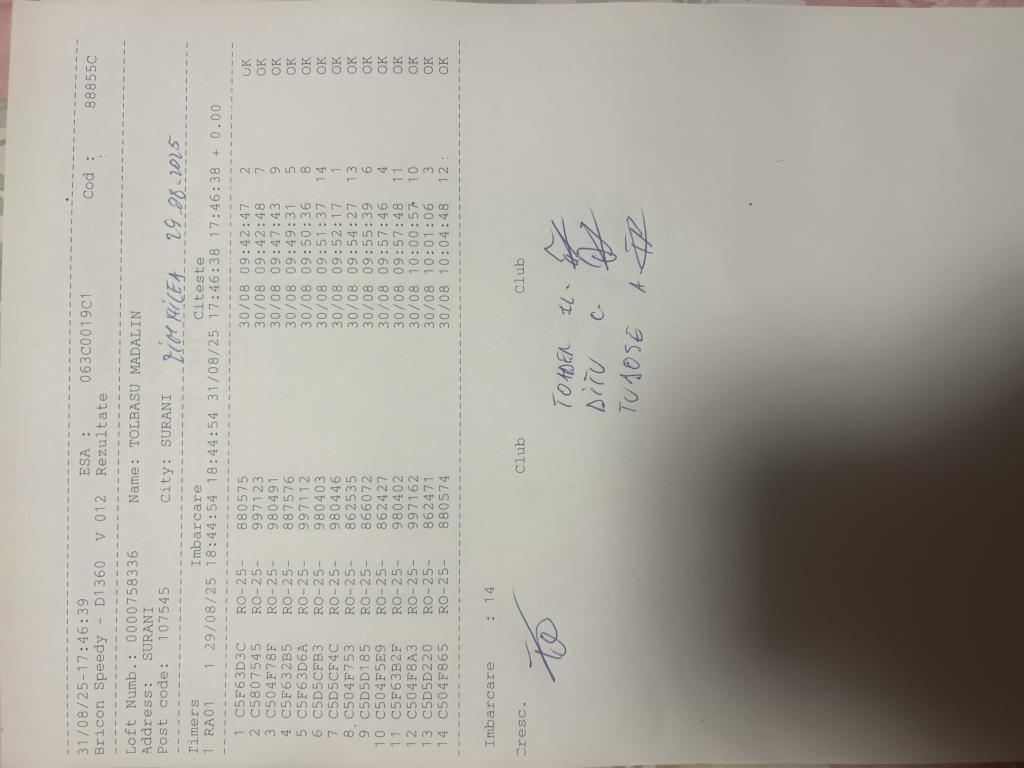 31/08/25-17:46:39 ESA : 063C0019C1 Cod : 88855C
Bricon Speedy - D1360 V 012 Rezultate
Loft Numb.: 0000758336 Name: TOLBASU MADALIN
Address: SURANI
Post code: 107545 City: SURANI ZIMNICEA 29.08.2025
Timers Imbarcare Citeste
1 RA01 1 29/08/25 18:44:54 18:44:54 31/08/25 17:46:38 17:46:38 + 0.00
1 C5F63D3C RO-25- 880575 30/08 09:42:47 2 OK
2 C5807545 RO-25- 997123 30/08 09:42:48 7 OK
3 C504F78F RO-25- 980491 30/08 09:47:43 9 OK
4 C5F632B5 RO-25- 887576 30/08 09:49:31 5 OK
5 C5F63D6A RO-25- 997112 30/08 09:50:36 8 OK
6 C5D5CFB3 RO-25- 980403 30/08 09:51:37 14 OK
7 C5D5CF4C RO-25- 980446 30/08 09:52:17 1 OK
8 C504F753 RO-25- 862535 30/08 09:54:27 13 OK
9 C5D5D185 RO-25- 866072 30/08 09:55:39 6 OK
10 C504F5E9 RO-25- 862427 30/08 09:57:46 4 OK
11 C5F63B2F RO-25- 980402 30/08 09:57:48 11 OK
12 C504F8A3 RO-25- 997162 30/08 10:00:57 10 OK
13 C5D5D220 RO-25- 862471 30/08 10:01:06 3 OK
14 C504F865 RO-25- 880574 30/08 10:04:48 12 OK
Imbarcare : 14
Cresc. Club Club
DITU C.
TUDOSE A.